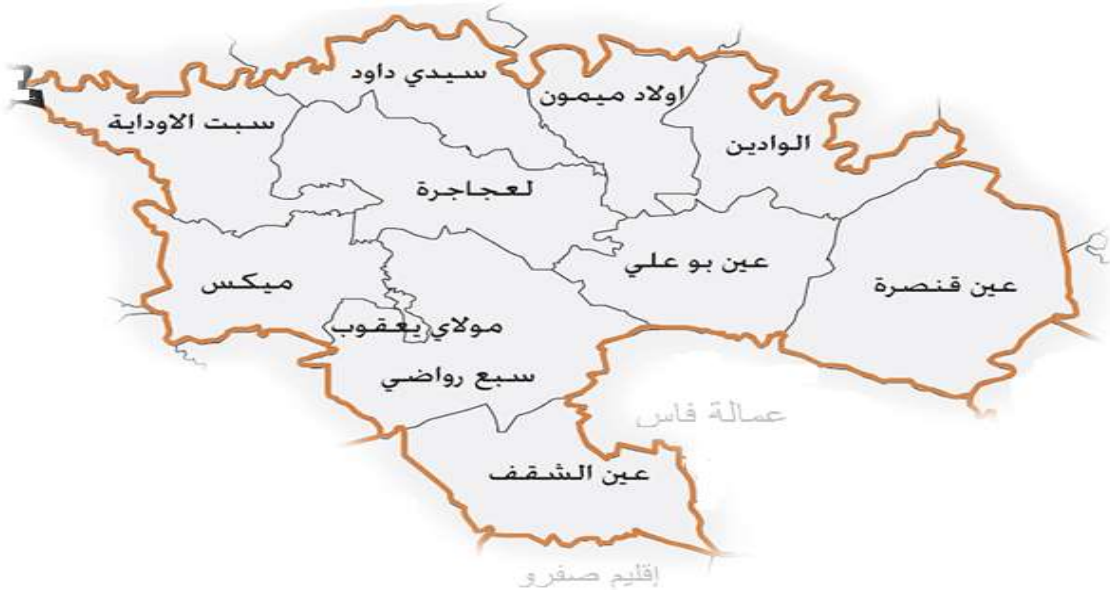 سيدي داود
اولاد ميمون
سبت الاوداية
الوادين
لعجاجرة
عين بو علي
ميكس
عين قنصرة
مولاي يعقوب
سبع رواضي
عمالة فاس
عين الشقف
إقليم صفرو